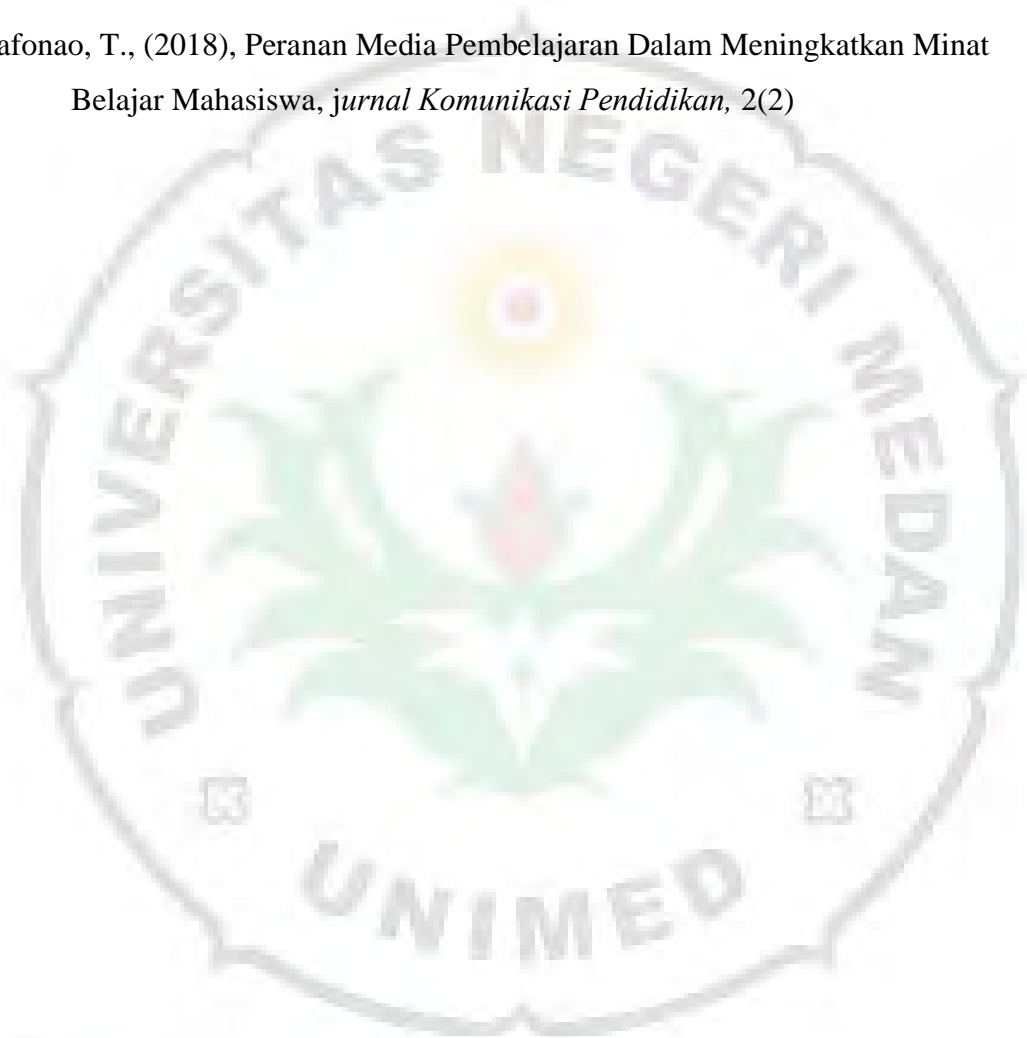 afonao, T., (2018), Peranan Media Pembelajaran Dalam Meningkatkan Minat
Belajar Mahasiswa, jurnal Komunikasi Pendidikan, 2(2)
UNIVERSITAS NEGERI MEDAN
UNIMED